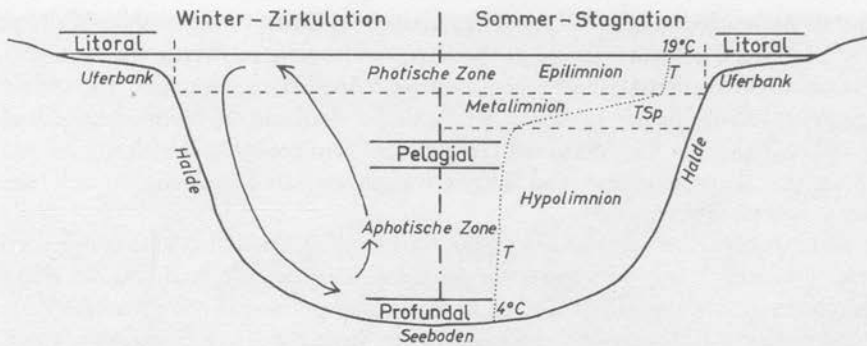 Winter-Zirkulation
Sommer-Stagnation
Litoral
19°C
Litoral
Uferbank
Photische Zone
Epilimnion
T
Uferbank
Metalimnion
TSp
Halde
Pelagial
Halde
Hypolimnion
Aphotische Zone
T
Profundal
4°C
Seeboden